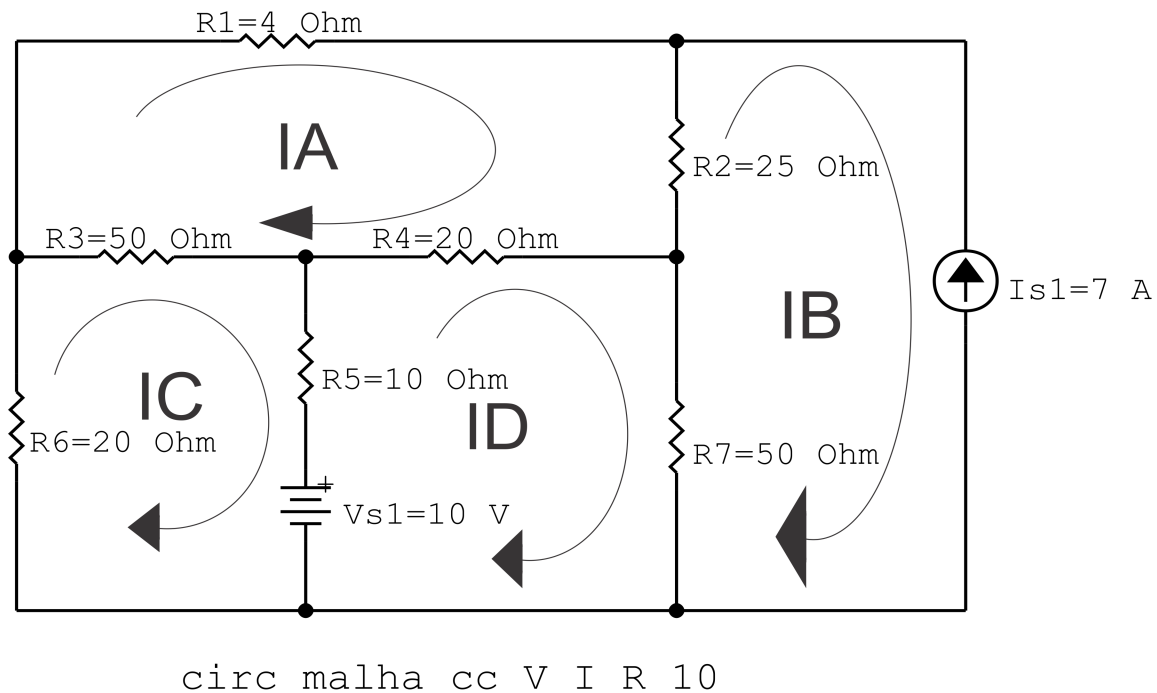 R1=4 Ohm
IA
R2=25 Ohm
R3=50 Ohm
R4=20 Ohm
Is1=7 A
IB
IC
R5=10 Ohm
ID
R6=20 Ohm
R7=50 Ohm
+
Vs1=10 V
circ malha cc V I R 10